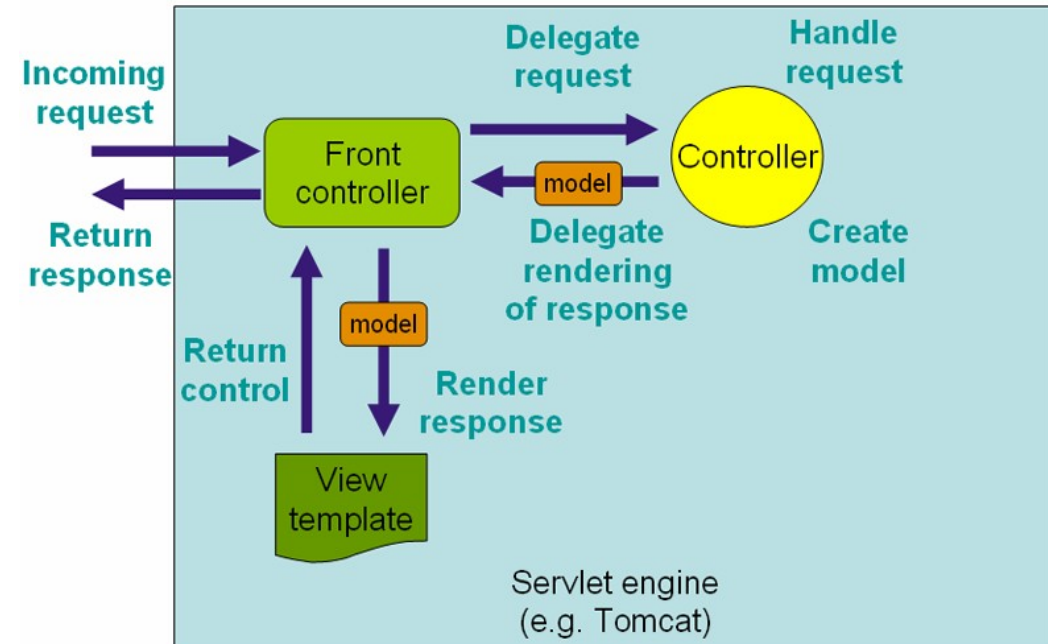 Incoming
request
Return
response
Front
controller
Delegate
request
Handle
request
Controller
model
Delegate
rendering
of response
Create
model
model
Return
control
Render
response
View
template
Servlet engine
(e.g. Tomcat)